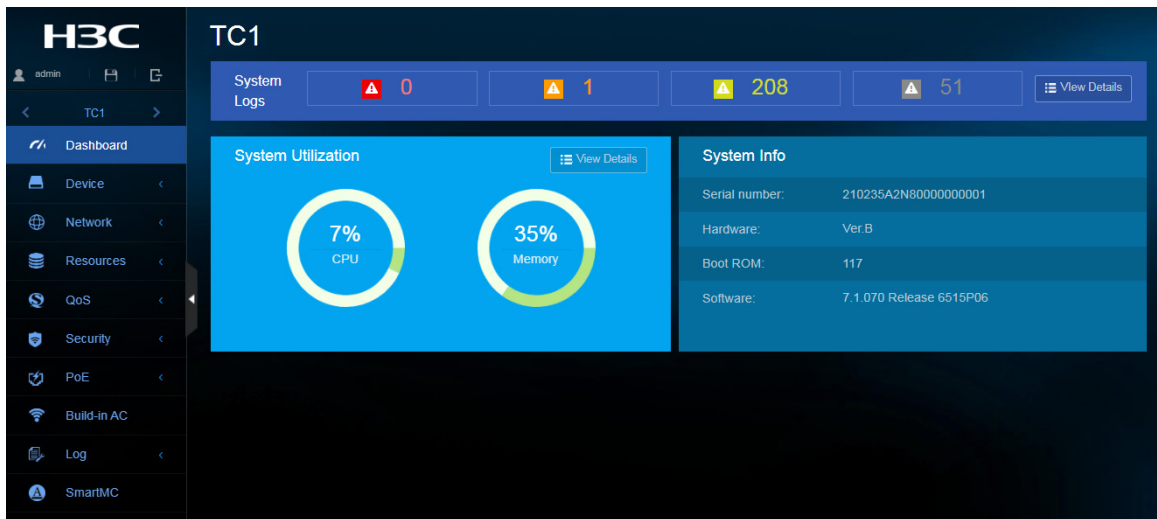 H3C
admin
TC1
Dashboard
Device
Network
Resources
QoS
Security
PoE
Build-in AC
Log
SmartMC
TC1
System
Logs
0
1
208
51
View Details
System Utilization
View Details
7%
CPU
35%
Memory
System Info
Serial number: 210235A2N80000000001
Hardware: Ver.B
Boot ROM: 117
Software: 7.1.070 Release 6515P06